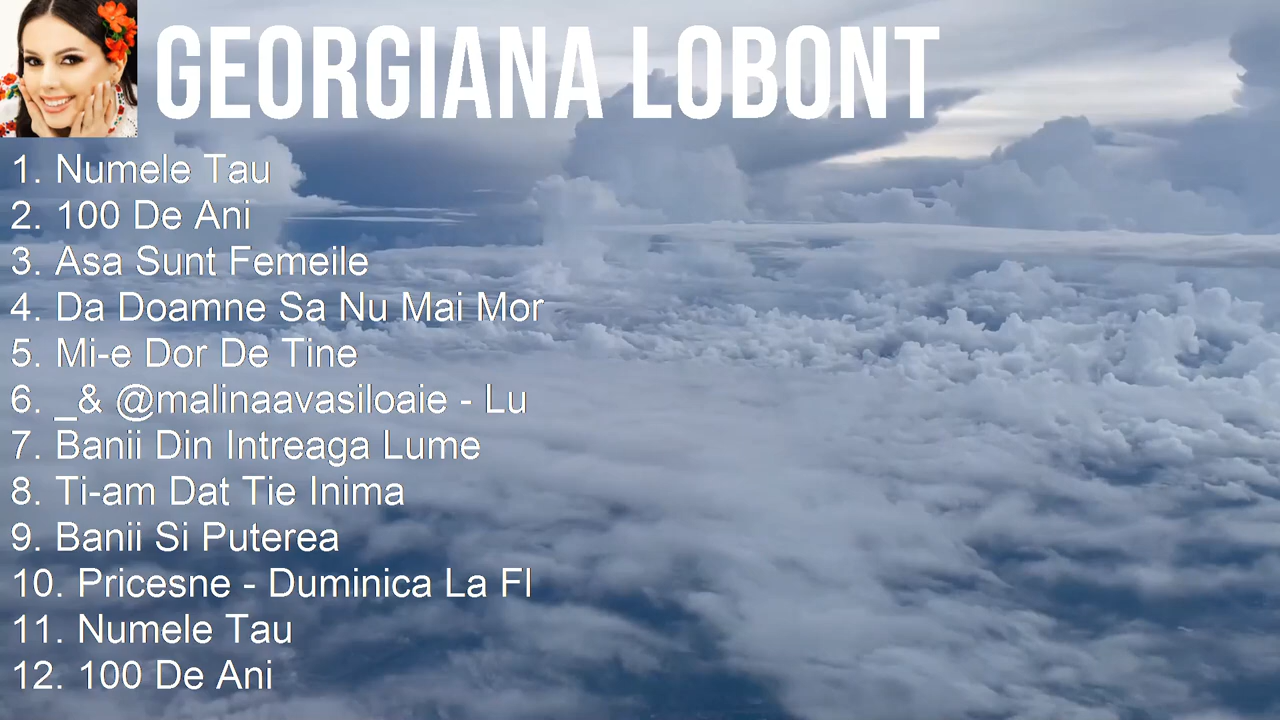 GEORGIANA LOBONT
1. Numele Tau
2. 100 De Ani
3. Asa Sunt Femeile
4. Da Doamne Sa Nu Mai Mor
5. Mi-e Dor De Tine
6. _& @malinaavasiloaie - Lu
7. Banii Din Intreaga Lume
8. Ti-am Dat Tie Inima
9. Banii Si Puterea
10. Pricesne - Duminica La Fl
11. Numele Tau
12. 100 De Ani